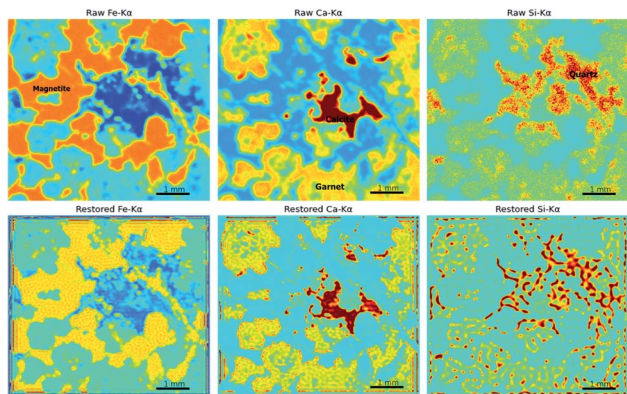 Raw Fe-Kα
Raw Ca-Kα
Raw Si-Kα
Magnetite
Calcite
Quartz
Garnet
1 mm
1 mm
1 mm
Restored Fe-Kα
Restored Ca-Kα
Restored Si-Kα
1 mm
1 mm
1 mm